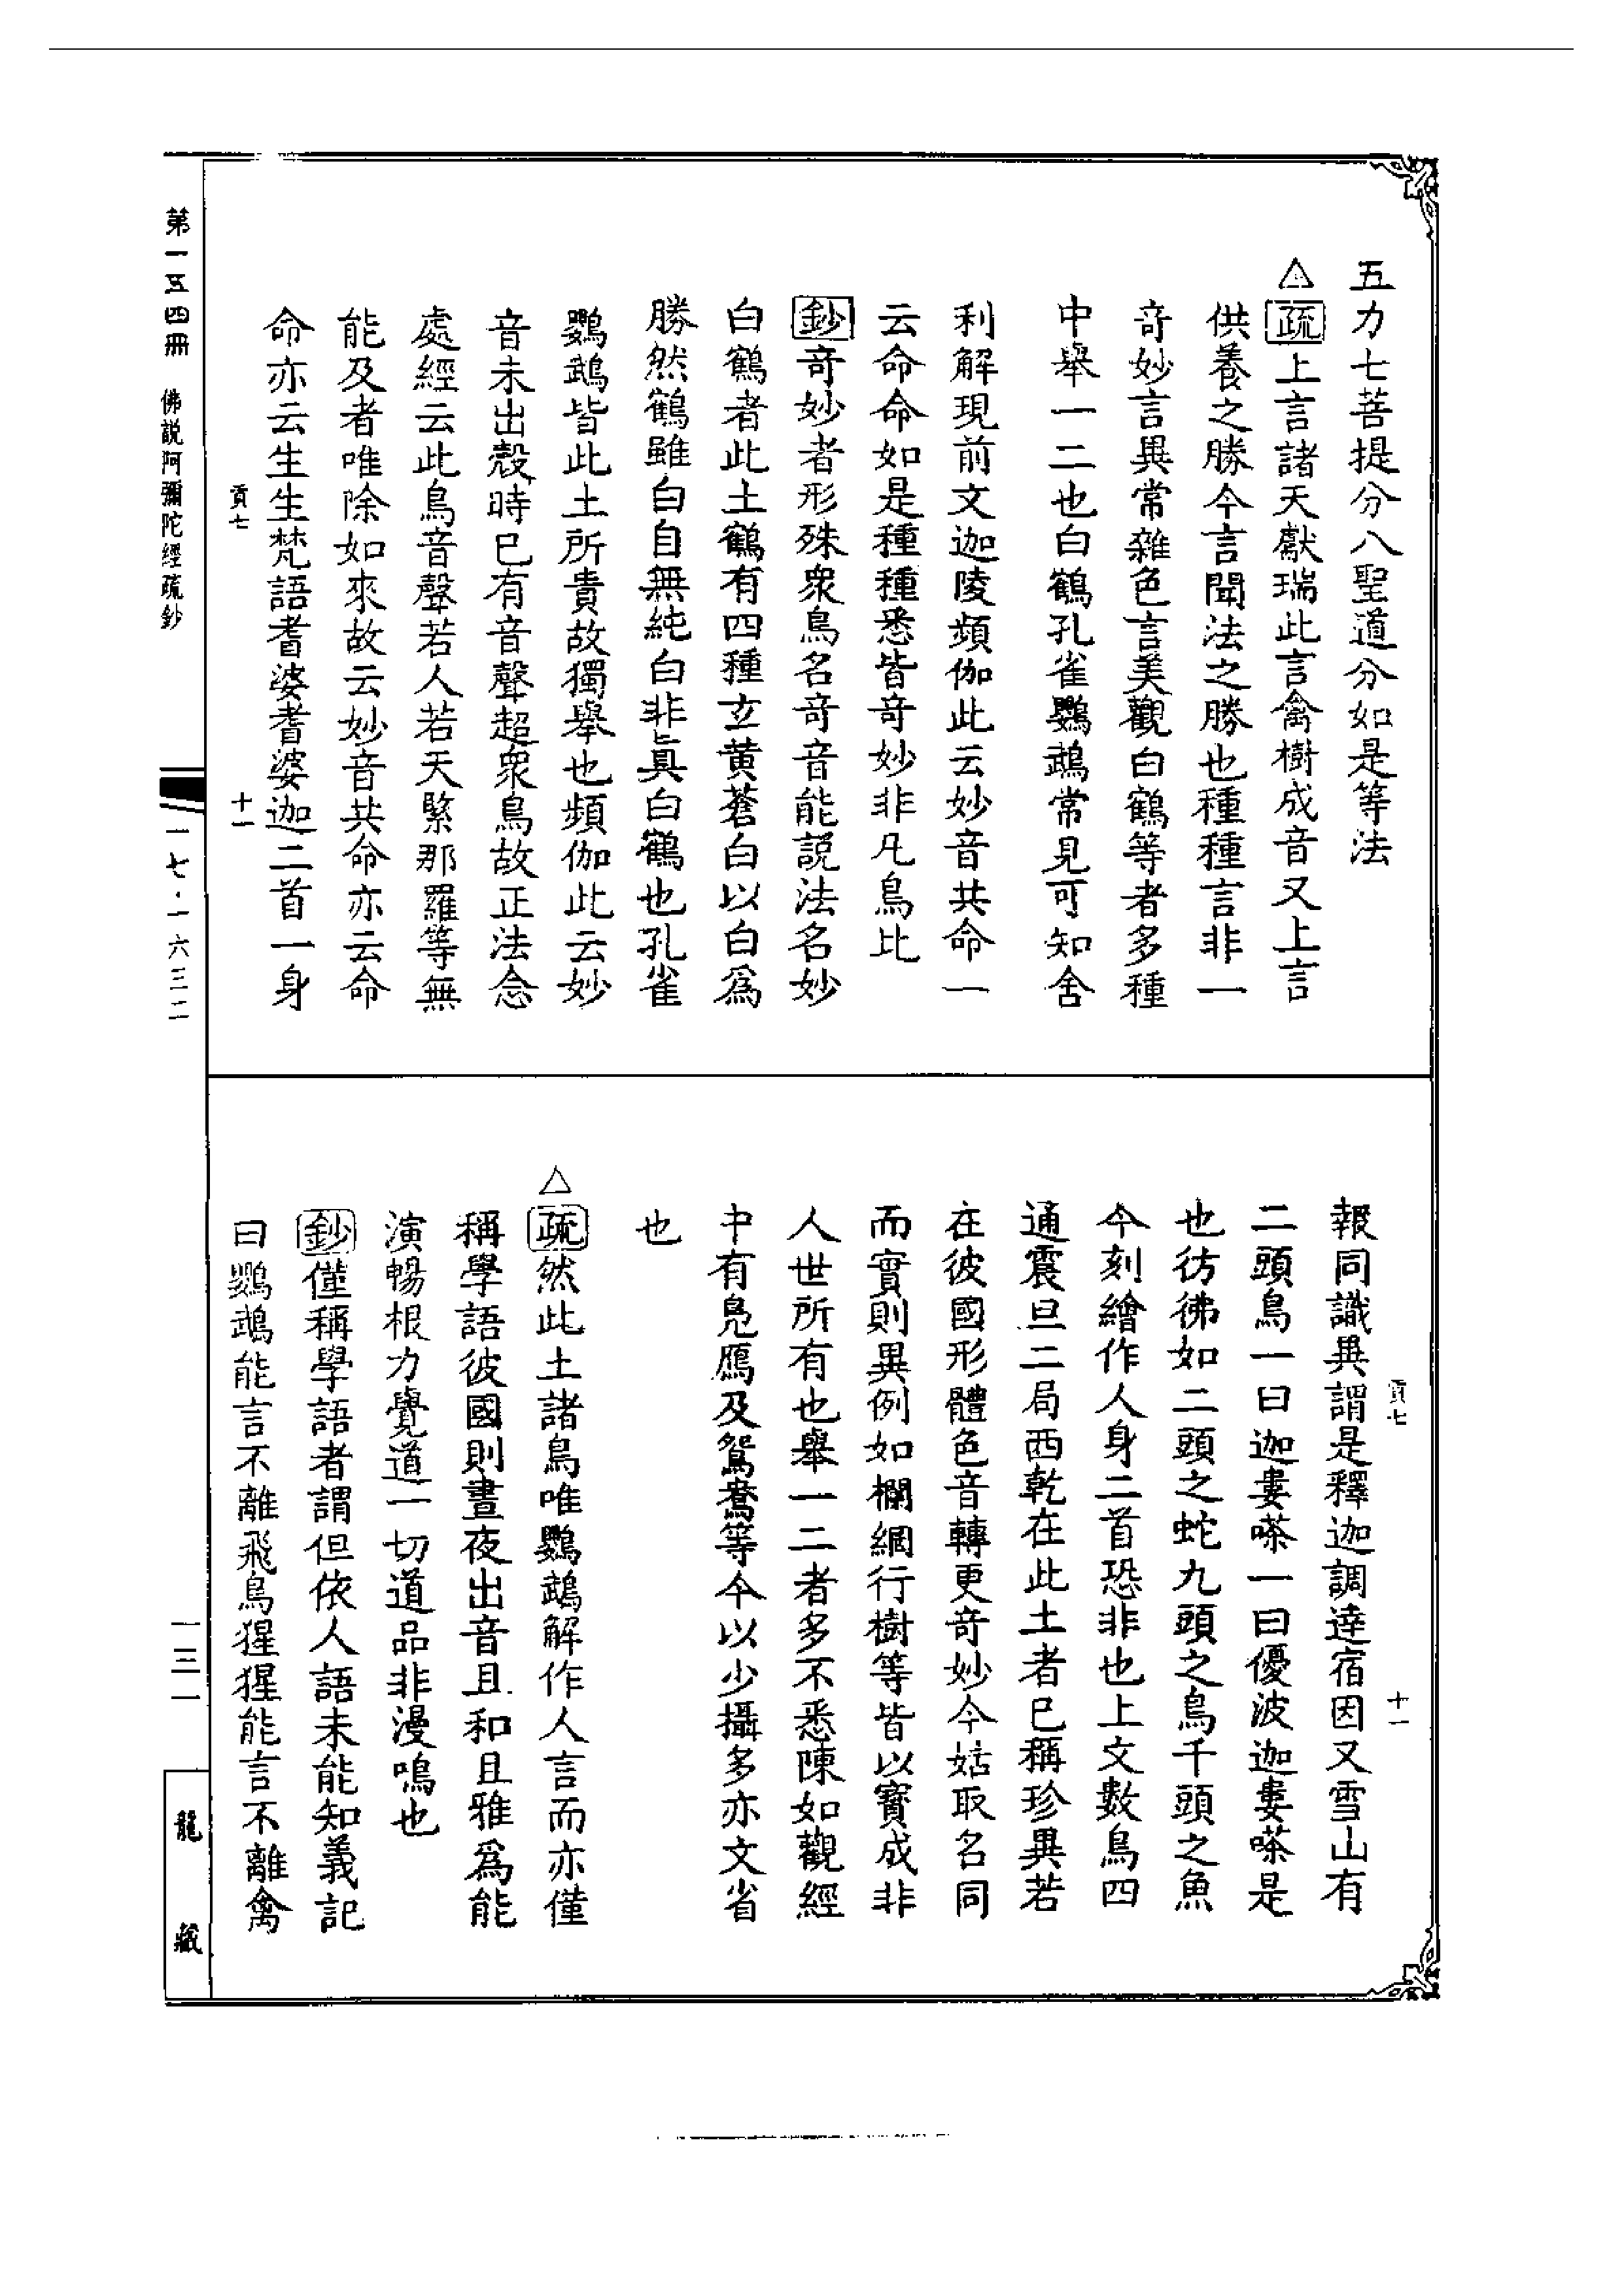 五力七菩提分八聖道分如是等法
△疏上言諸天獻瑞此言禽樹成音又上言
供養之勝今言聞法之勝也種種言非一
奇妙言異常雜色言美觀白鶴等者多種
中舉一二也白鶴孔雀鸚鵡常見可知舍
利解現前文迦陵頻伽此云妙音共命一
云命命如是種種悉皆奇妙非凡鳥比
鈔奇妙者形殊衆鳥名奇音能說法名妙
白鶴者此土鶴有四種玄黃蒼白以白爲
勝然鶴雖白自無純白非眞白鶴也孔雀
鸚鵡皆此土所貴故獨舉也頻伽此云妙
音未出殼時已有音聲超衆鳥故正法念
處經云此鳥音聲若人若天緊那羅等無
能及者唯除如來故云妙音共命亦云命
命亦云生生梵語耆婆耆婆迦二首一身
貢七 十一
貢七 十一
報同識異謂是釋迦調達宿因又雪山有
二頭鳥一曰迦婁嗏一曰優波迦婁嗏是
也彷彿如二頭之蛇九頭之鳥千頭之魚
今刻繪作人身二首恐非也上文數鳥四
通震旦二局西乾在此土者已稱珍異若
在彼國形體色音轉更奇妙今姑取名同
而實則異例如欄網行樹等皆以寶成非
人世所有也舉一二者多不悉陳如觀經
中有凫鴈及鴛鴦等今以少攝多亦文省
也
△疏然此土諸鳥唯鸚鵡解作人言而亦僅
稱學語彼國則晝夜出音且和且雅爲能
演暢根力覺道一切道品非漫鳴也
鈔僅稱學語者謂但依人語未能知義記
曰鸚鵡能言不離飛鳥猩猩能言不離禽
第一五四冊 佛説阿彌陀經疏鈔
一七·一六三二
一三一
龍藏